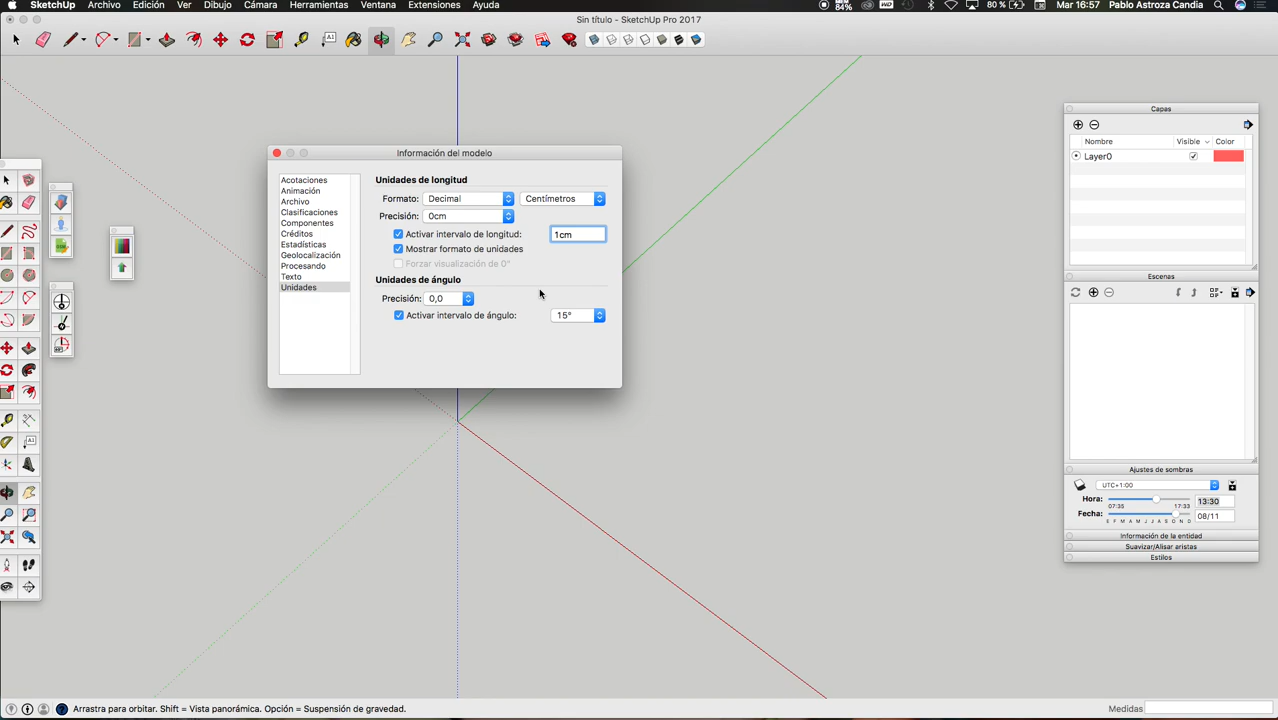 SketchUp Archivo Edición Ver Dibujo Cámara Herramientas Ventana Extensiones Ayuda
MEM 84% 80 % Mar 16:57 Pablo Astroza Candia
Sin título - SketchUp Pro 2017
Información del modelo
Acotaciones
Animación
Archivo
Clasificaciones
Componentes
Créditos
Estadísticas
Geolocalización
Procesando
Texto
Unidades
Unidades de longitud
Formato: Decimal Centímetros
Precisión: 0cm
Activar intervalo de longitud: 1cm
Mostrar formato de unidades
Forzar visualización de 0"
Unidades de ángulo
Precisión: 0,0
Activar intervalo de ángulo: 15°
Capas
Nombre Visible Color
Layer0
Escenas
Ajustes de sombras
UTC+1:00
Hora: 13:30
07:35 17:33
Fecha: 08/11
E F M A M J J A S O N D
Información de la entidad
Suavizar/Alisar aristas
Estilos
Arrastra para orbitar. Shift = Vista panorámica. Opción = Suspensión de gravedad.
Medidas